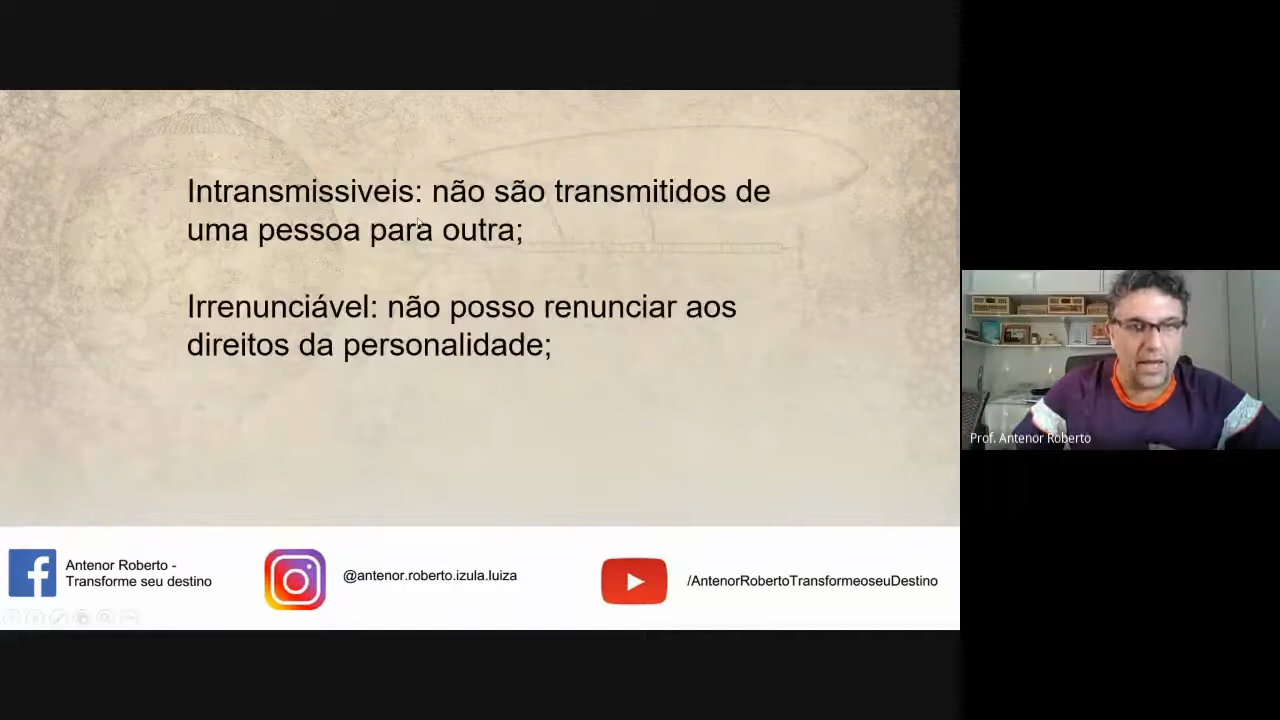 Intransmissiveis: não são transmitidos de
uma pessoa para outra;
Irrenunciável: não posso renunciar aos
direitos da personalidade;
Prof. Antenor Roberto
Antenor Roberto -
Transforme seu destino
@antenor.roberto.izula.luiza
/AntenorRobertoTransformeoseuDestino